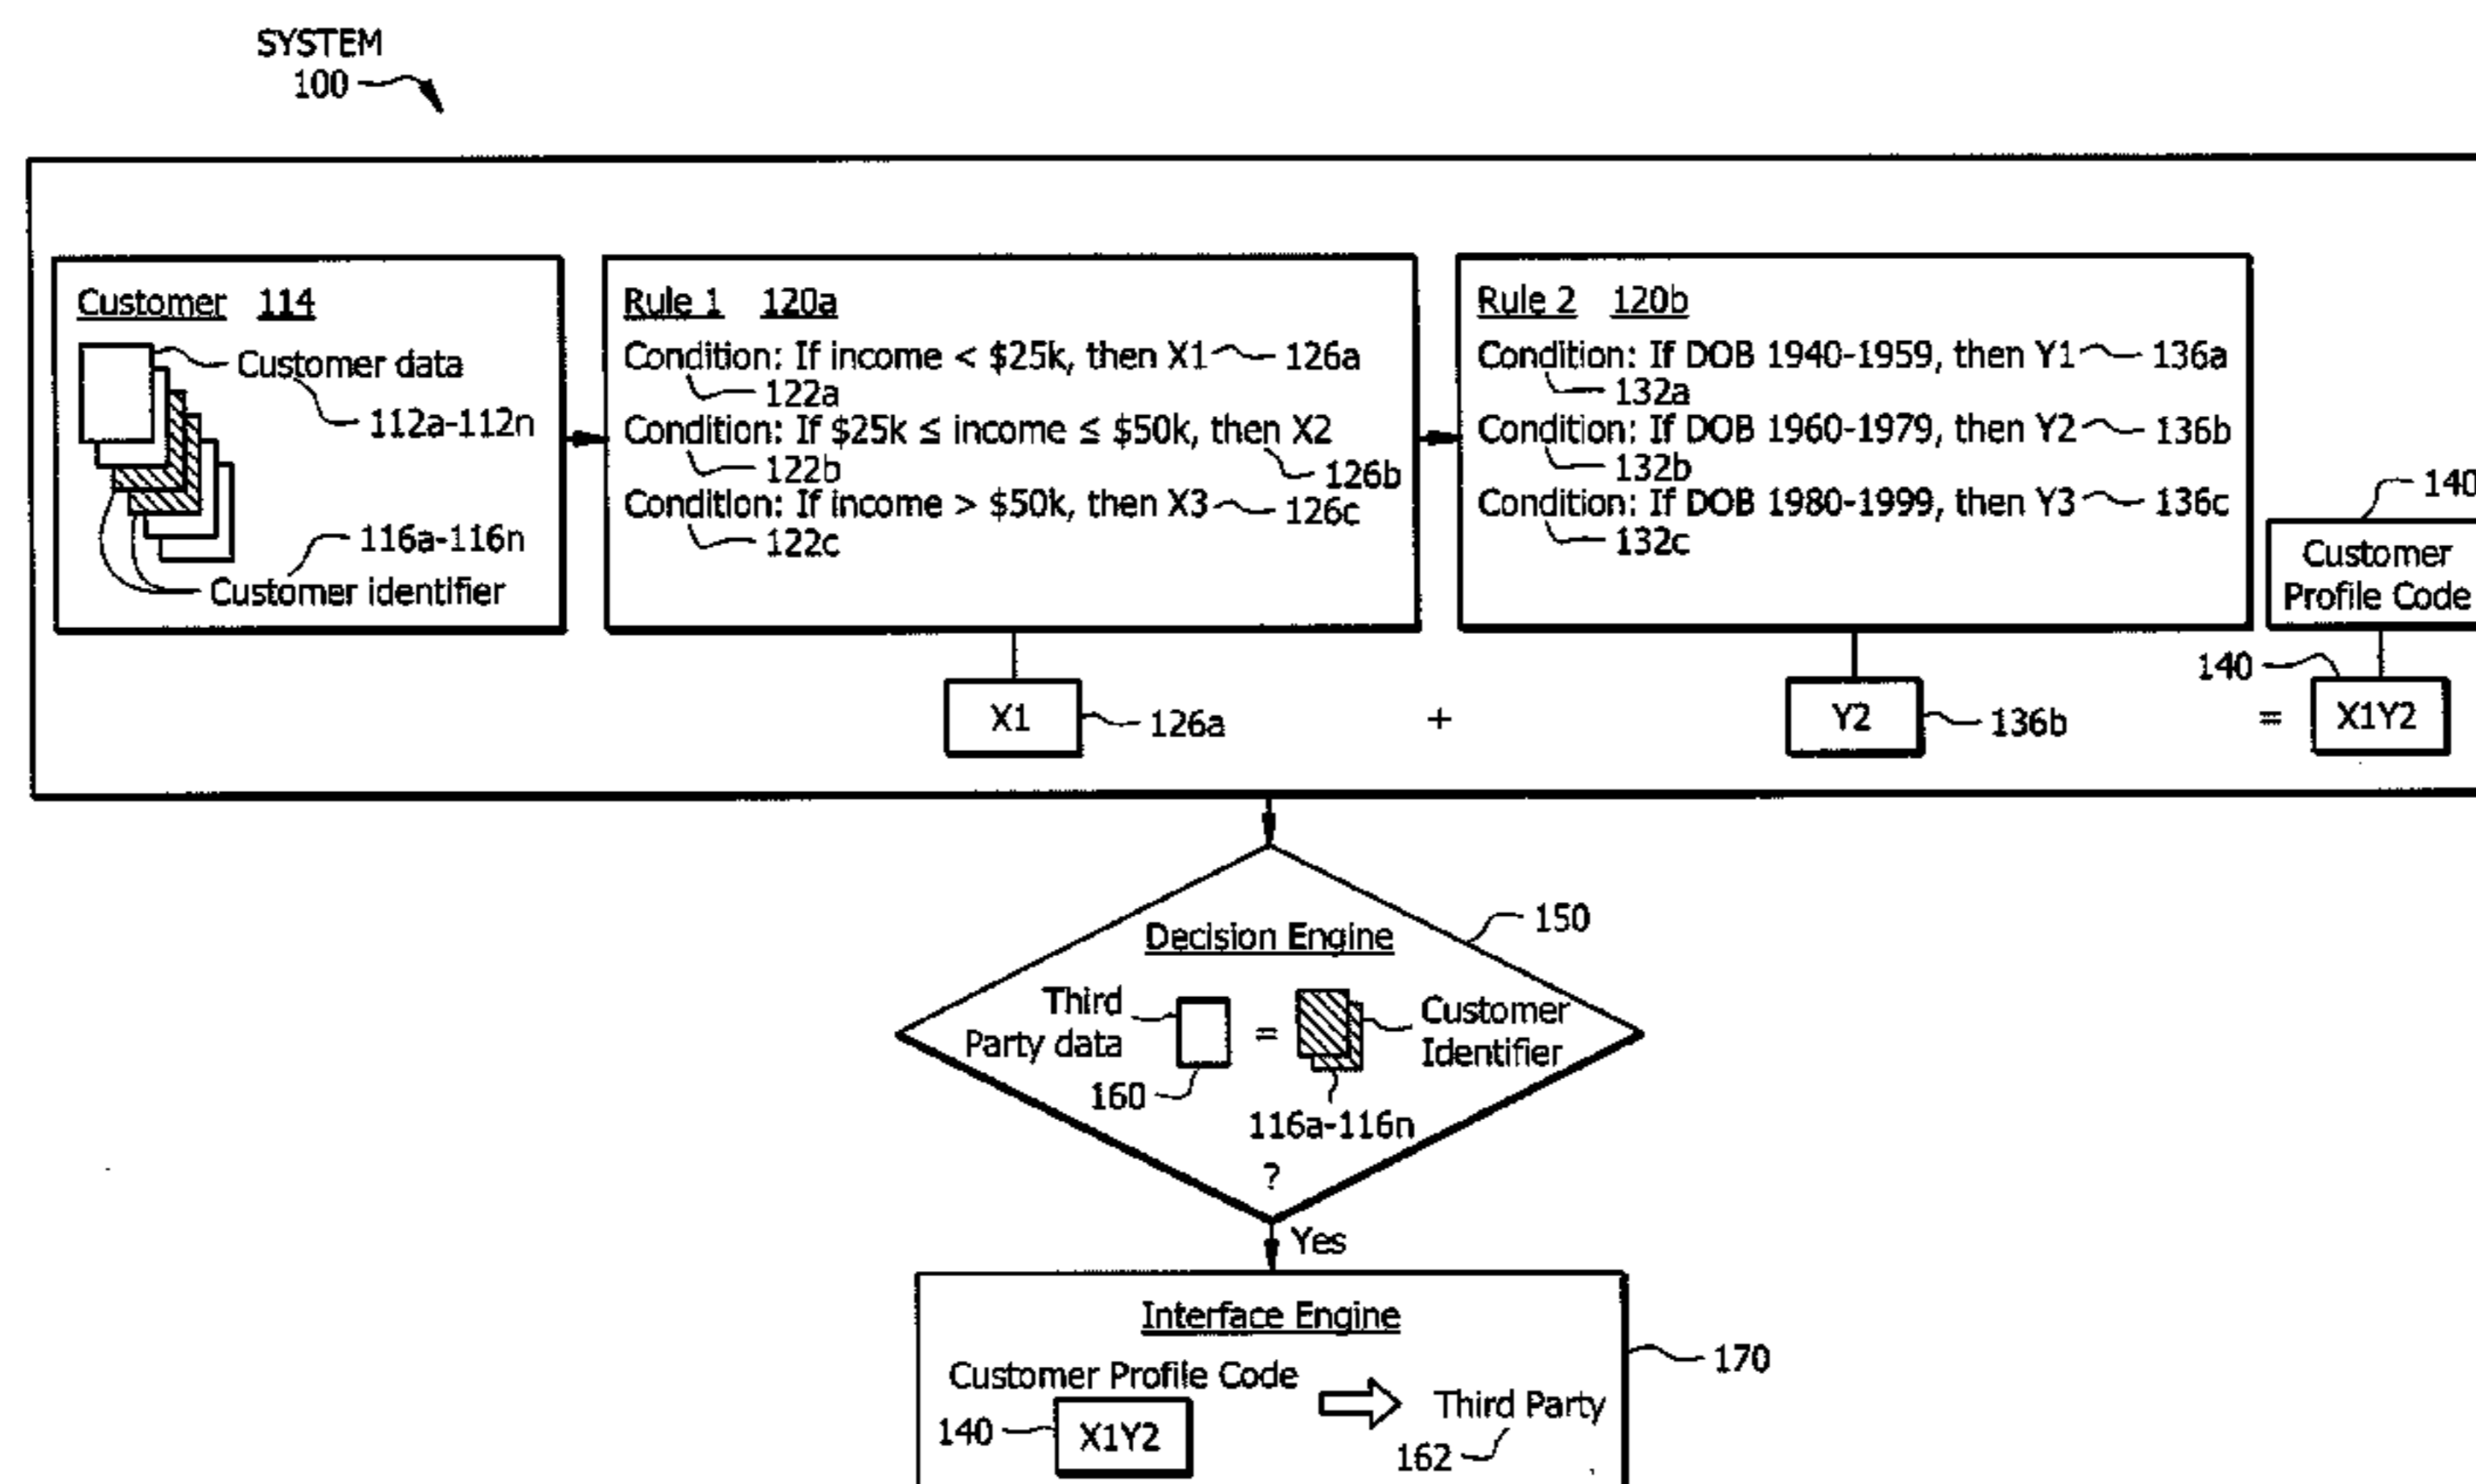 SYSTEM
100
Customer 114
Customer data
112a-112n
116a-116n
Customer identifier
Rule 1 120a
Condition: If income < $25k, then X1 126a
122a
Condition: If $25k ≤ income ≤ $50k, then X2
122b 126b
Condition: If income > $50k, then X3 126c
122c
Rule 2 120b
Condition: If DOB 1940-1959, then Y1 136a
132a
Condition: If DOB 1960-1979, then Y2 136b
132b
Condition: If DOB 1980-1999, then Y3 136c
132c
140
Customer
Profile Code
X1 126a + Y2 136b = 140 X1Y2
150
Decision Engine
Third
Party data
160
=
Customer
Identifier
116a-116n
?
Yes
Interface Engine
170
Customer Profile Code
140 X1Y2
Third Party
162